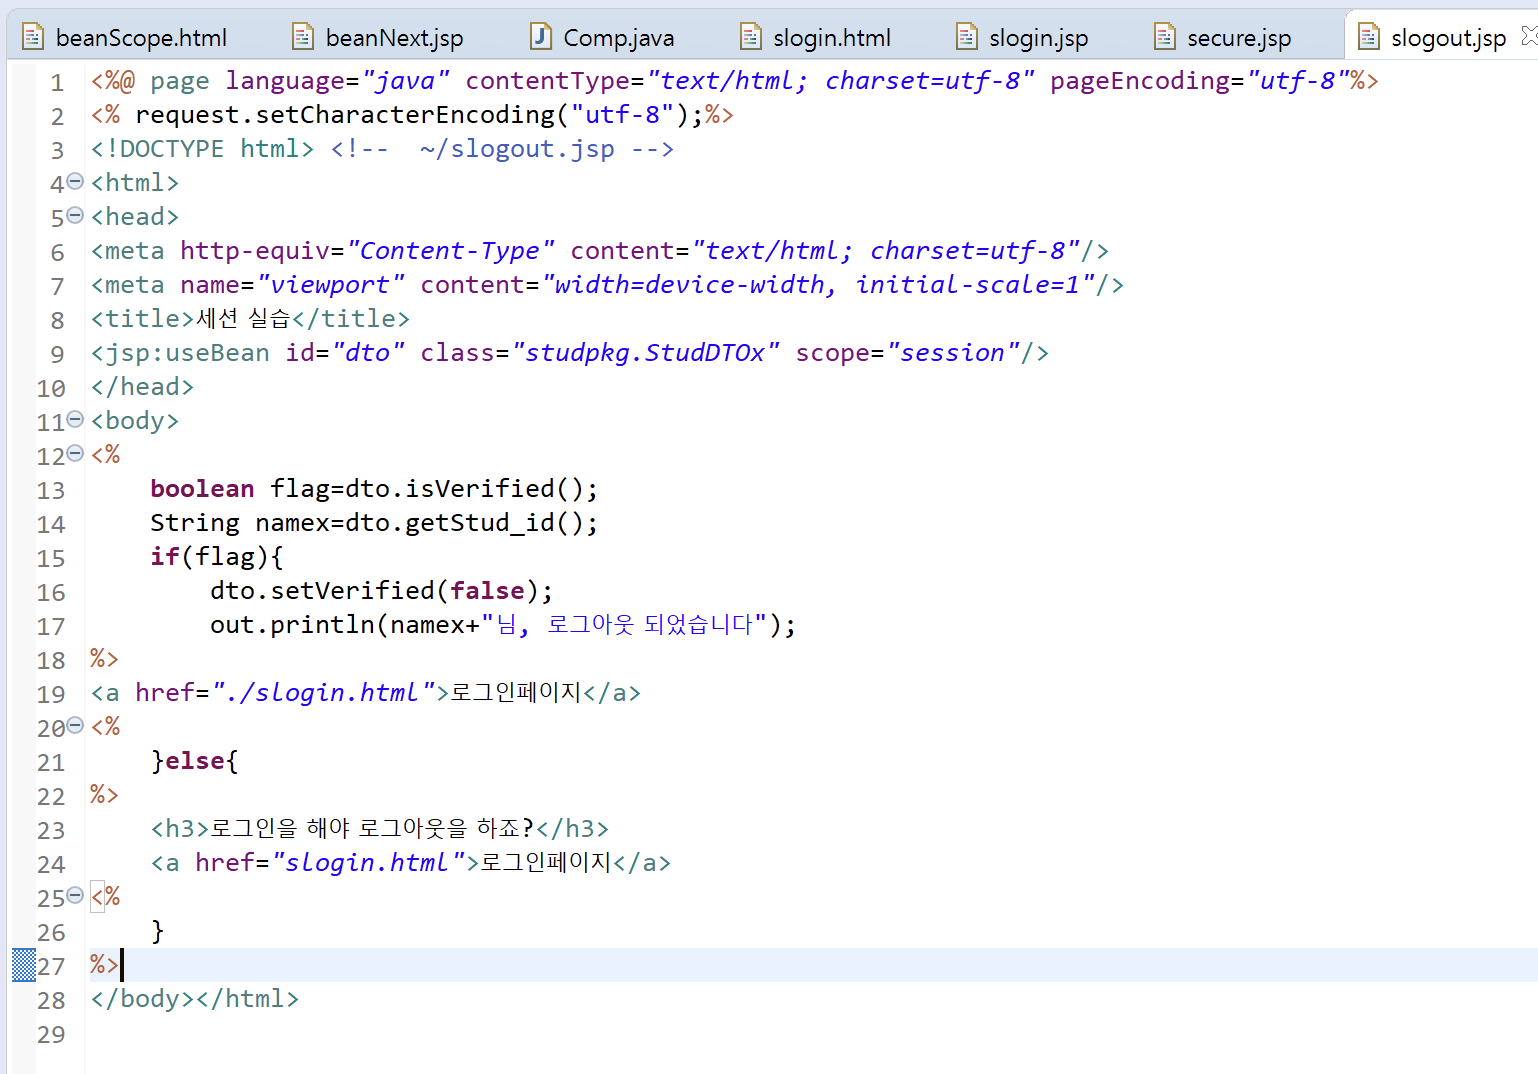 beanScope.html beanNext.jsp Comp.java slogin.html slogin.jsp secure.jsp slogout.jsp
1 <%@ page language="java" contentType="text/html; charset=utf-8" pageEncoding="utf-8"%>
2 <% request.setCharacterEncoding("utf-8");%>
3 <!DOCTYPE html> <!--  ~/slogout.jsp -->
4 <html>
5 <head>
6 <meta http-equiv="Content-Type" content="text/html; charset=utf-8"/>
7 <meta name="viewport" content="width=device-width, initial-scale=1"/>
8 <title>세션 실습</title>
9 <jsp:useBean id="dto" class="studpkg.StudDTOx" scope="session"/>
10 </head>
11 <body>
12 <%
13     boolean flag=dto.isVerified();
14     String namex=dto.getStud_id();
15     if(flag){
16         dto.setVerified(false);
17         out.println(namex+"님, 로그아웃 되었습니다");
18 %>
19 <a href="./slogin.html">로그인페이지</a>
20 <%
21     }else{
22 %>
23     <h3>로그인을 해야 로그아웃을 하죠?</h3>
24     <a href="slogin.html">로그인페이지</a>
25 <%
26     }
27 %>
28 </body></html>
29